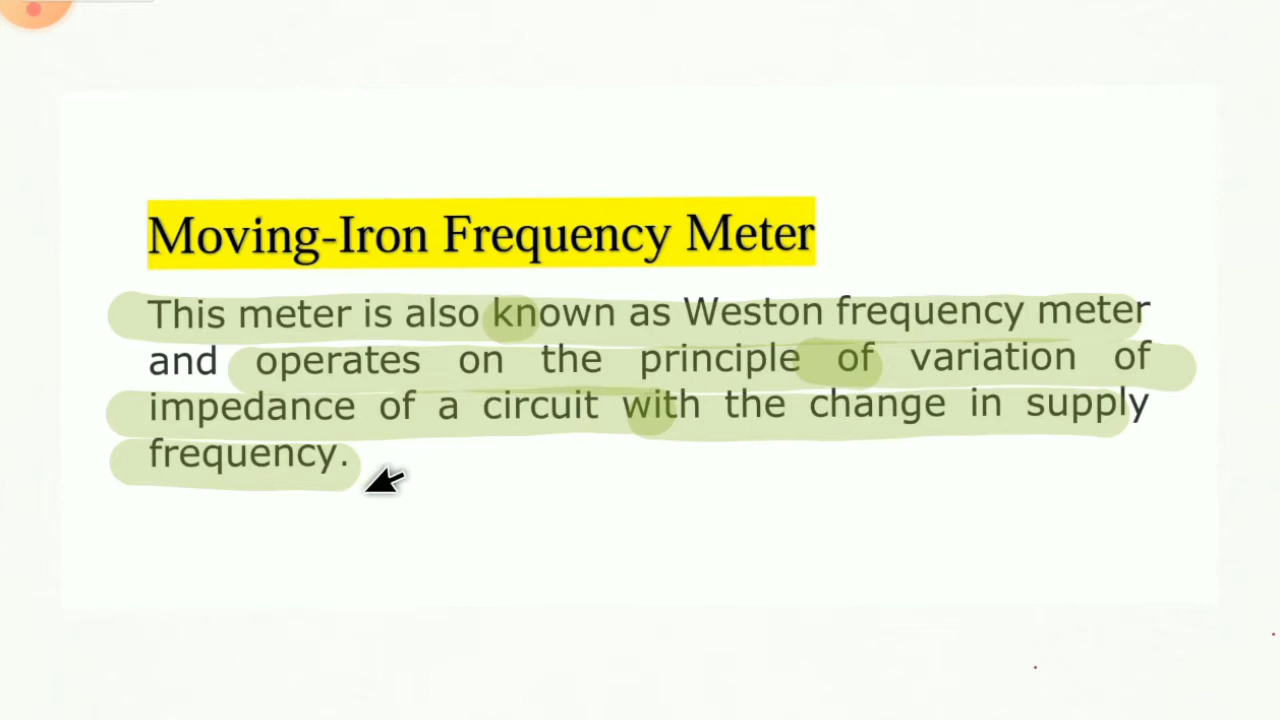 Moving-Iron Frequency Meter
This meter is also known as Weston frequency meter
and operates on the principle of variation of
impedance of a circuit with the change in supply
frequency.